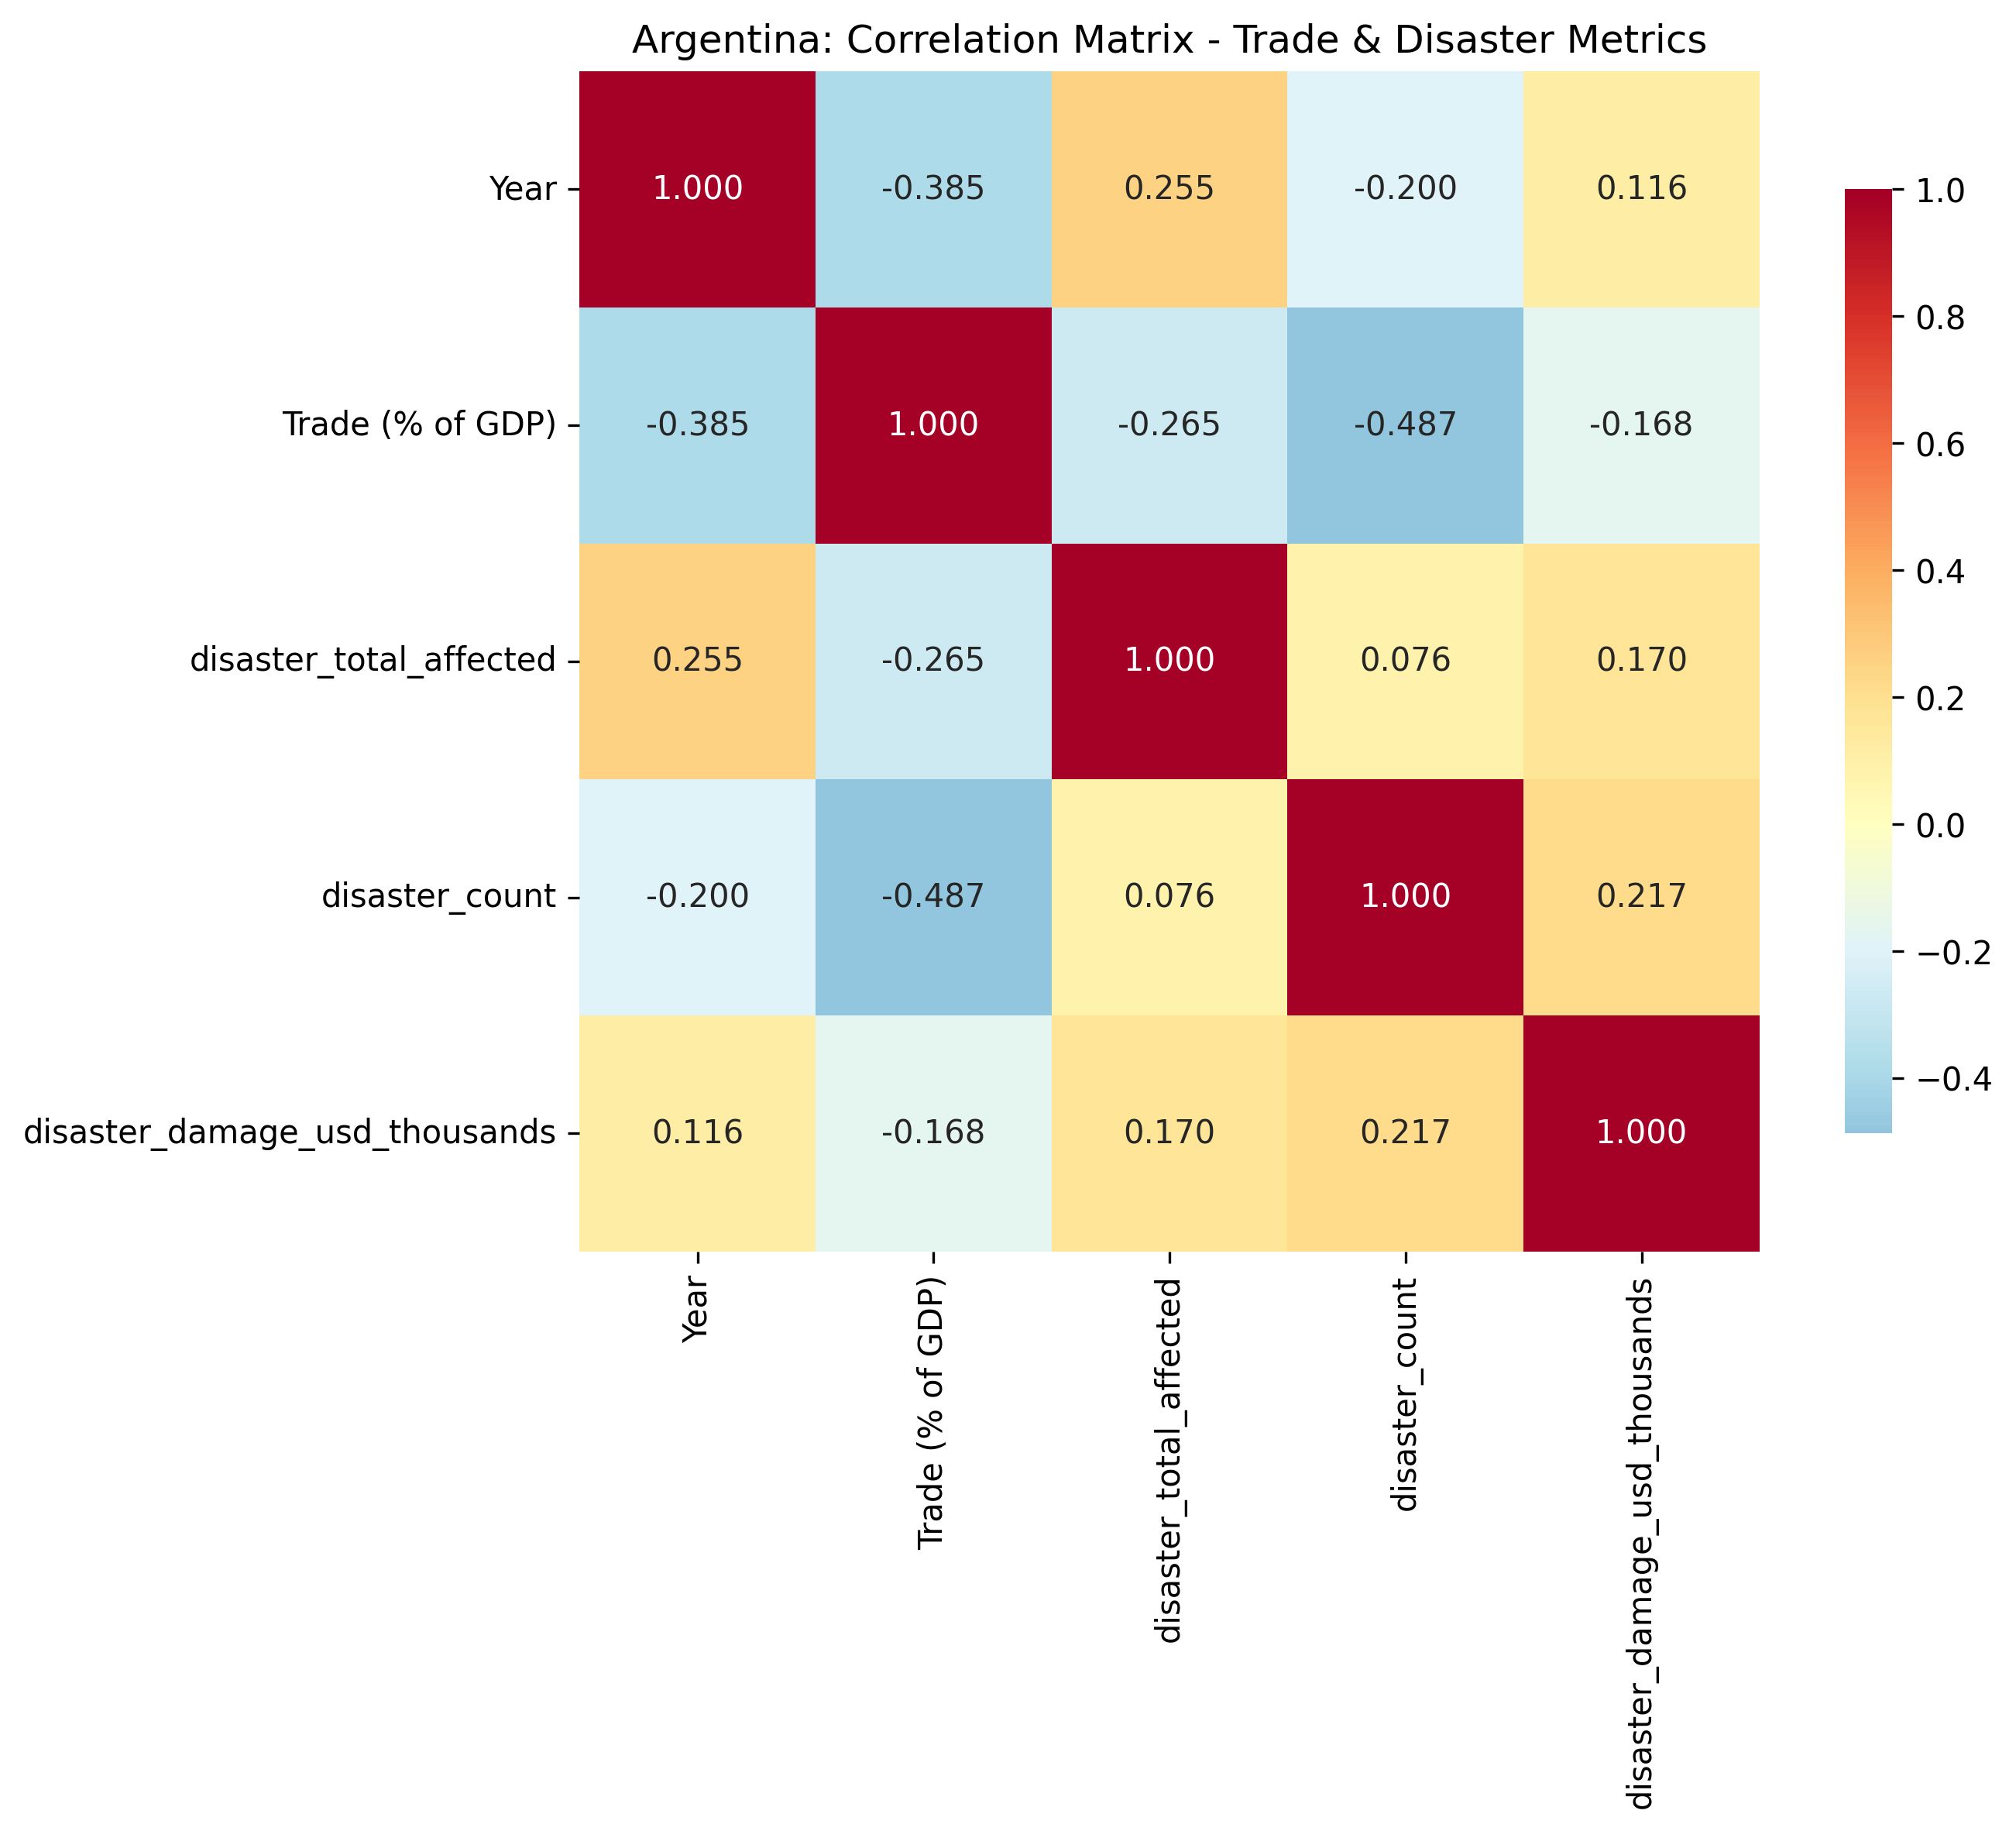 Argentina: Correlation Matrix - Trade & Disaster Metrics
Year 1.000 -0.385 0.255 -0.200 0.116
Trade (% of GDP) -0.385 1.000 -0.265 -0.487 -0.168
disaster_total_affected 0.255 -0.265 1.000 0.076 0.170
disaster_count -0.200 -0.487 0.076 1.000 0.217
disaster_damage_usd_thousands 0.116 -0.168 0.170 0.217 1.000
Year
Trade (% of GDP)
disaster_total_affected
disaster_count
disaster_damage_usd_thousands
1.0
0.8
0.6
0.4
0.2
0.0
−0.2
−0.4